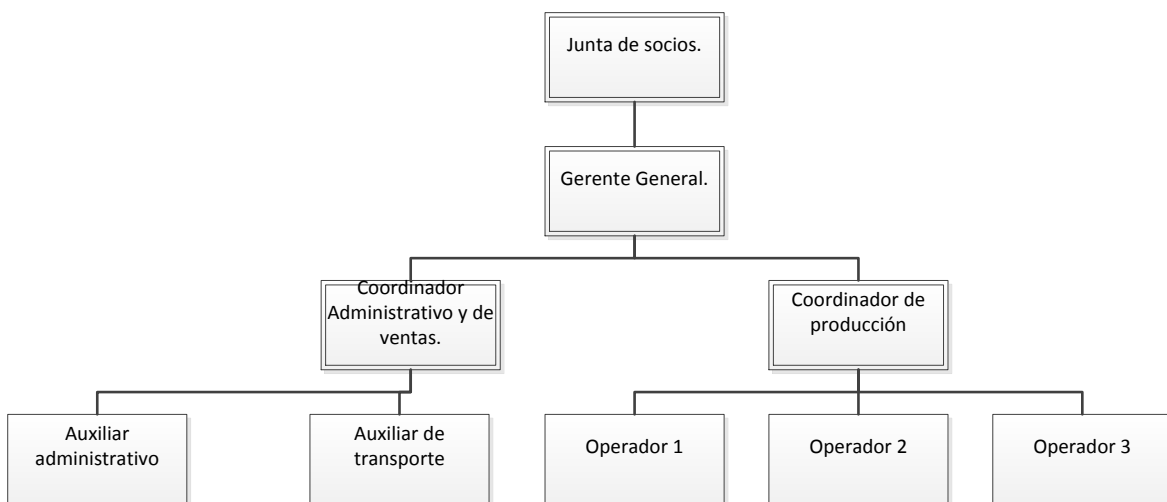 Junta de socios.
Gerente General.
Coordinador
Administrativo y de
ventas.
Coordinador de
producción
Auxiliar
administrativo
Auxiliar de
transporte
Operador 1
Operador 2
Operador 3